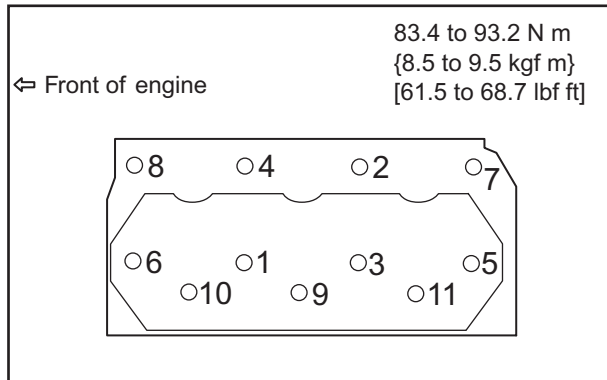 83.4 to 93.2 N m
{8.5 to 9.5 kgf m}
[61.5 to 68.7 lbf ft]
⇦ Front of engine
8 4 2 7
6 1 3 5
10 9 11